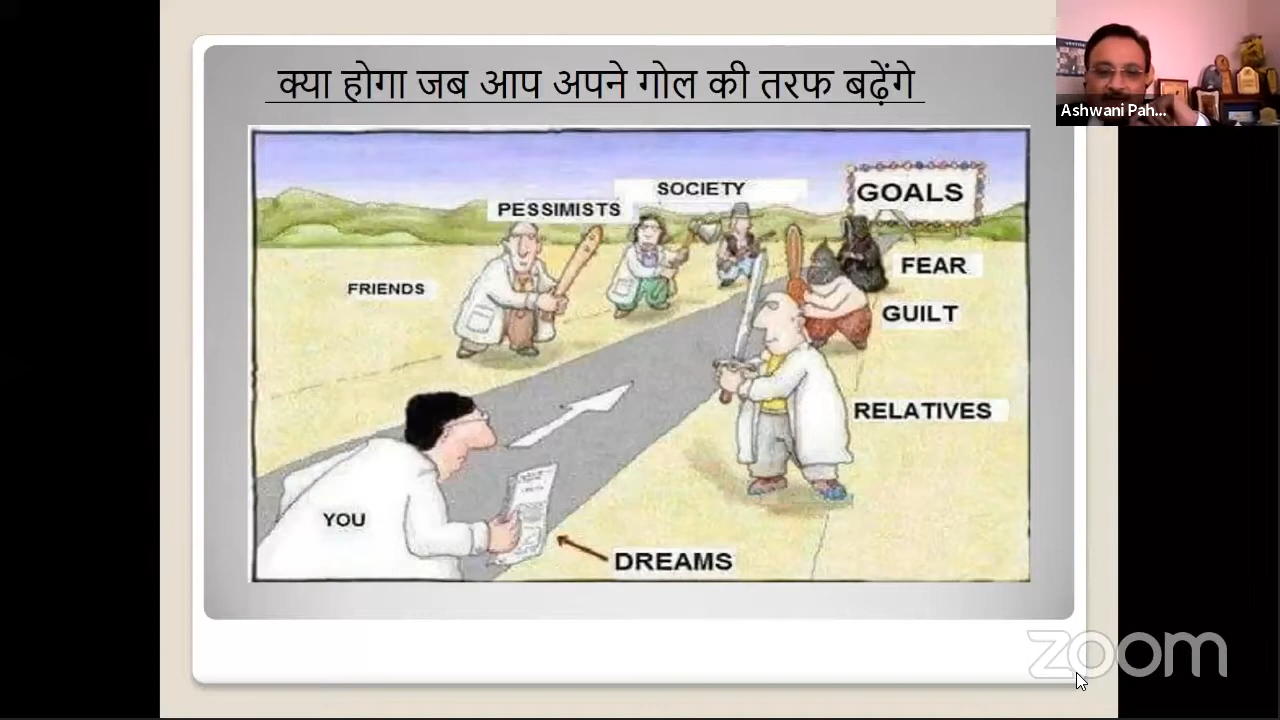 क्या होगा जब आप अपने गोल की तरफ बढ़ेंगे
Ashwani Pah...
SOCIETY
GOALS
PESSIMISTS
FEAR
FRIENDS
GUILT
RELATIVES
YOU
DREAMS
zoom